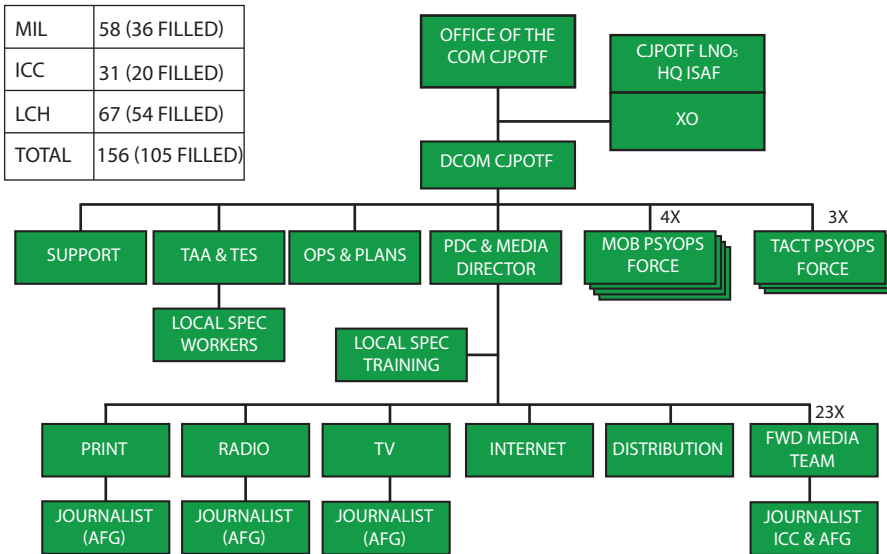 MIL 58 (36 FILLED)
ICC 31 (20 FILLED)
LCH 67 (54 FILLED)
TOTAL 156 (105 FILLED)
OFFICE OF THE
COM CJPOTF
CJPOTF LNOs
HQ ISAF
XO
DCOM CJPOTF
SUPPORT
TAA & TES
OPS & PLANS
PDC & MEDIA
DIRECTOR
4X
MOB PSYOPS
FORCE
3X
TACT PSYOPS
FORCE
LOCAL SPEC
WORKERS
LOCAL SPEC
TRAINING
PRINT
RADIO
TV
INTERNET
DISTRIBUTION
23X
FWD MEDIA
TEAM
JOURNALIST
(AFG)
JOURNALIST
(AFG)
JOURNALIST
(AFG)
JOURNALIST
ICC & AFG